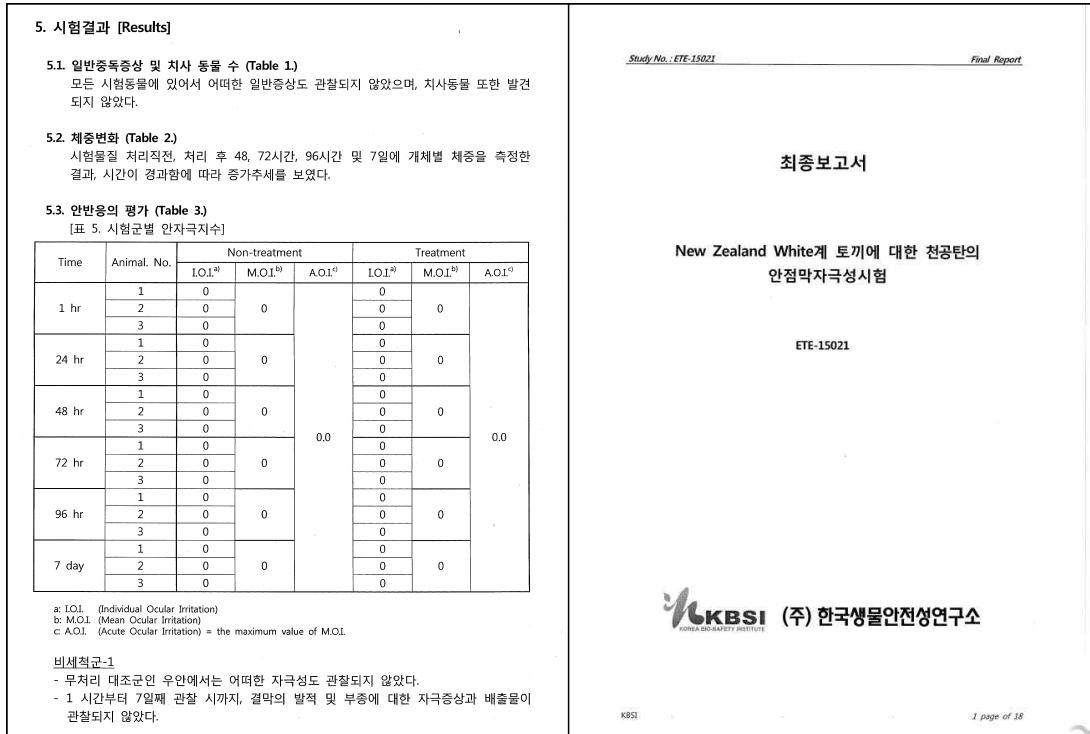 5. 시험결과 [Results]
5.1. 일반중독증상 및 치사 동물 수 (Table 1.)
모든 시험동물에 있어서 어떠한 일반증상도 관찰되지 않았으며, 치사동물 또한 발견
되지 않았다.
5.2. 체중변화 (Table 2.)
시험물질 처리직전, 처리 후 48, 72시간, 96시간 및 7일에 개체별 체중을 측정한
결과, 시간이 경과함에 따라 증가추세를 보였다.
5.3. 안반응의 평가 (Table 3.)
[표 5. 시험군별 안자극지수]
Time Animal. No. Non-treatment Treatment
I.O.I.a) M.O.I.b) A.O.I.c) I.O.I.a) M.O.I.b) A.O.I.c)
1 0 0
1 hr 2 0 0 0 0
3 0 0
1 0 0
24 hr 2 0 0 0 0
3 0 0
1 0 0
48 hr 2 0 0 0 0
3 0 0
0.0 0.0
1 0 0
72 hr 2 0 0 0 0
3 0 0
1 0 0
96 hr 2 0 0 0 0
3 0 0
1 0 0
7 day 2 0 0 0 0
3 0 0
a: I.O.I. (Individual Ocular Irritation)
b: M.O.I. (Mean Ocular Irritation)
c: A.O.I. (Acute Ocular Irritation) = the maximum value of M.O.I.
비세척군-1
- 무처리 대조군인 우안에서는 어떠한 자극성도 관찰되지 않았다.
- 1 시간부터 7일째 관찰 시까지, 결막의 발적 및 부종에 대한 자극증상과 배출물이
관찰되지 않았다.
Study No. : ETE-15021 Final Report
최종보고서
New Zealand White계 토끼에 대한 천공탄의
안점막자극성시험
ETE-15021
KBSI (주) 한국생물안전성연구소
KOREA BIO-SAFETY INSTITUTE
KBSI 1 page of 18